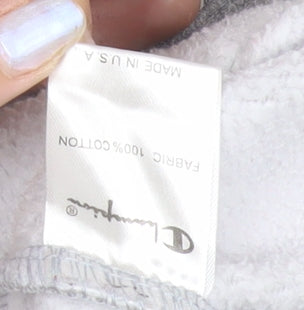 Champion®
FABRIC 100% COTTON
MADE IN U S A